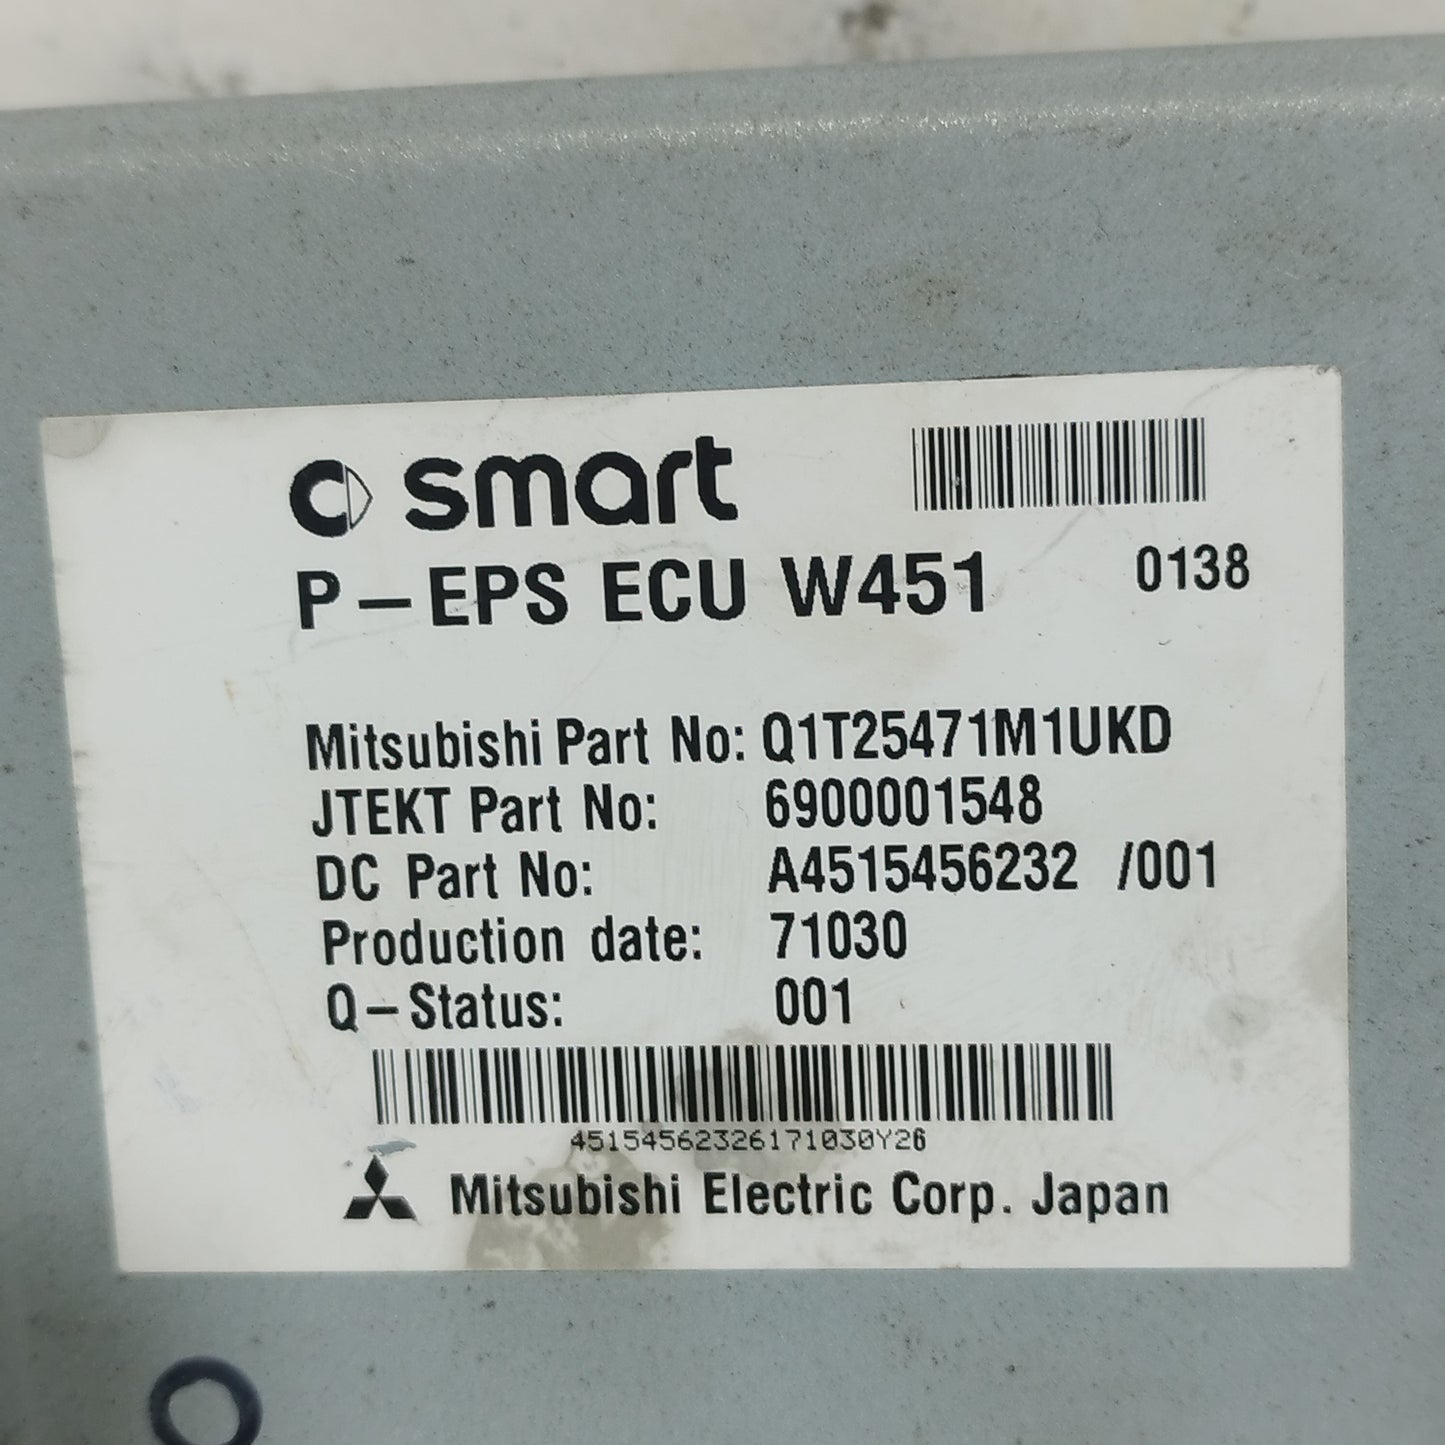 smart
P-EPS ECU W451 0138
Mitsubishi Part No: Q1T25471M1UKD
JTEKT Part No: 6900001548
DC Part No: A4515456232 /001
Production date: 71030
Q-Status: 001
45154562326171030Y26
Mitsubishi Electric Corp. Japan